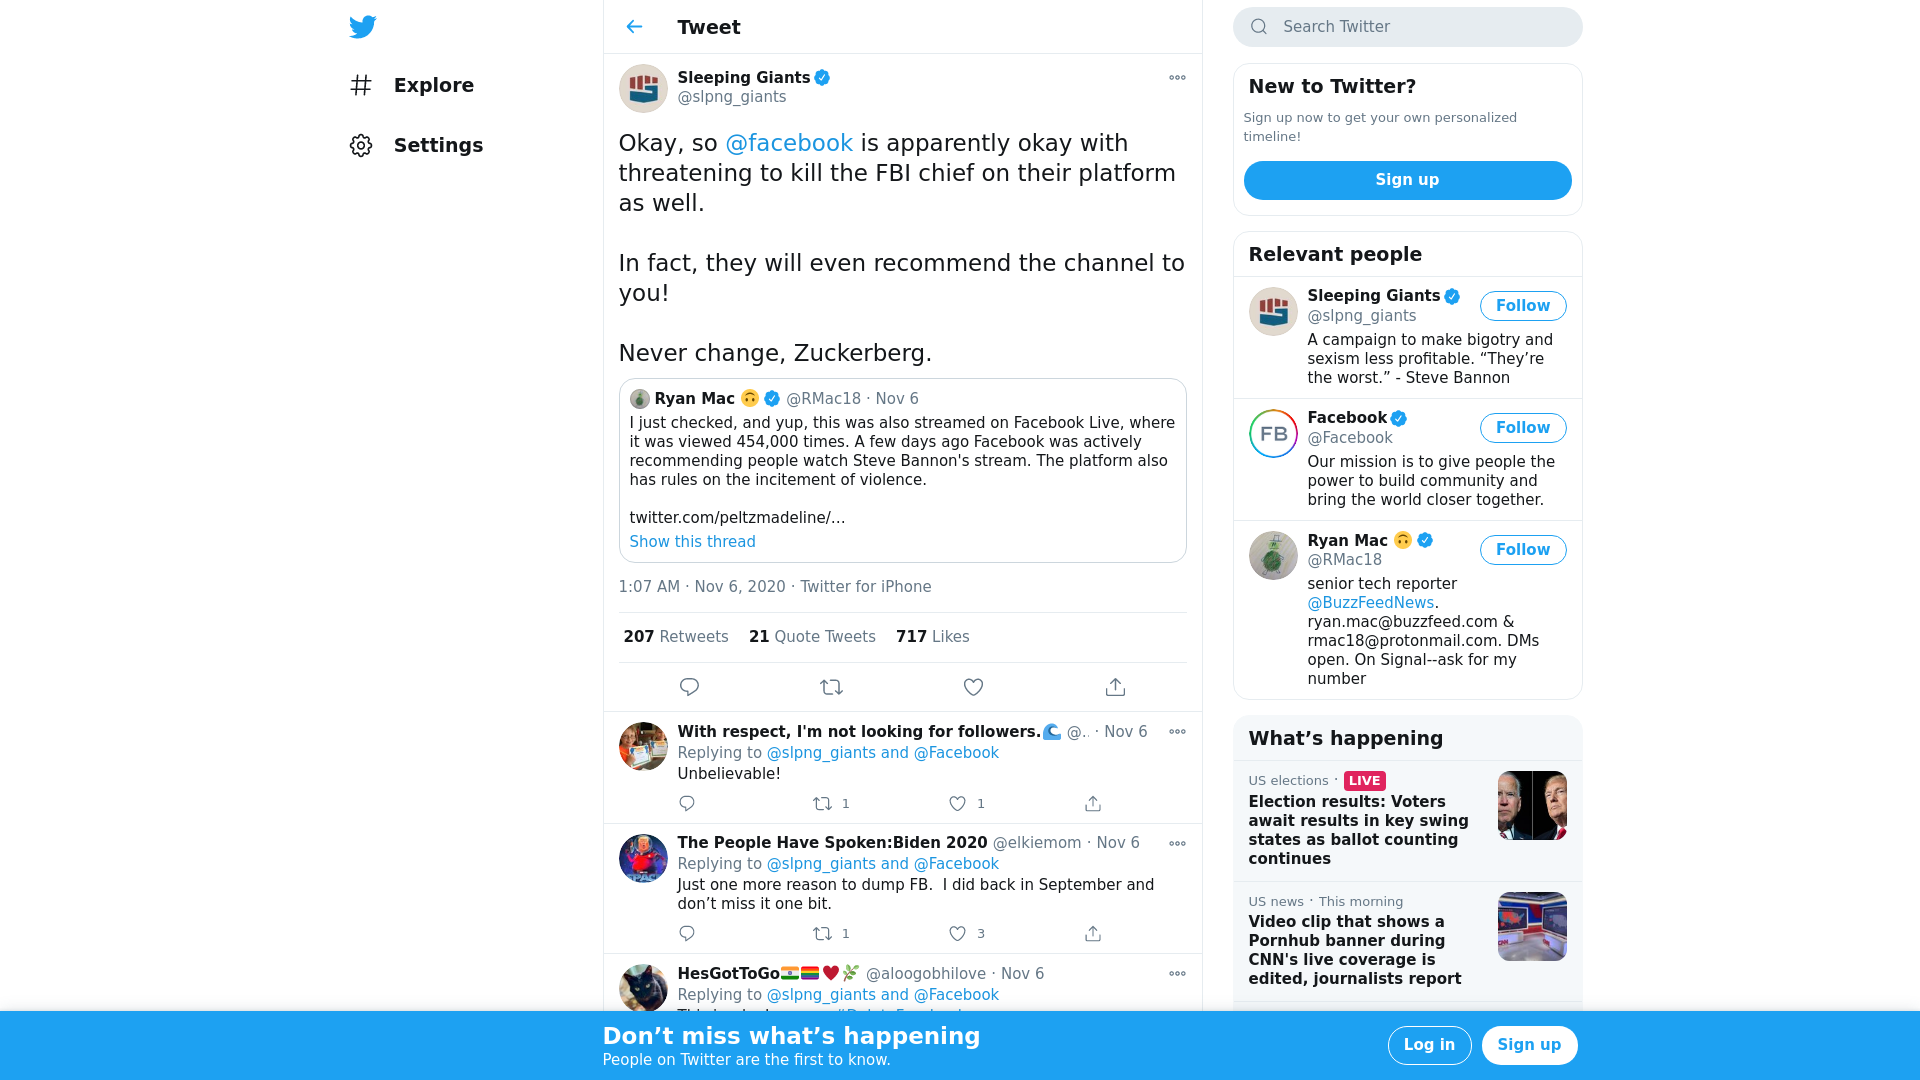 Explore
Settings
Tweet
Sleeping Giants
@slpng_giants
Okay, so @facebook is apparently okay with
threatening to kill the FBI chief on their platform
as well.
In fact, they will even recommend the channel to
you!
Never change, Zuckerberg.
Ryan Mac 🙃 @RMac18 · Nov 6
I just checked, and yup, this was also streamed on Facebook Live, where
it was viewed 454,000 times. A few days ago Facebook was actively
recommending people watch Steve Bannon's stream. The platform also
has rules on the incitement of violence.
twitter.com/peltzmadeline/…
Show this thread
1:07 AM · Nov 6, 2020 · Twitter for iPhone
207 Retweets 21 Quote Tweets 717 Likes
With respect, I'm not looking for followers.🌊 @.. · Nov 6
Replying to @slpng_giants and @Facebook
Unbelievable!
1 1
The People Have Spoken:Biden 2020 @elkiemom · Nov 6
Replying to @slpng_giants and @Facebook
Just one more reason to dump FB. I did back in September and
don’t miss it one bit.
1 3
HesGotToGo🇮🇳🏳️‍🌈❤️🌿 @aloogobhilove · Nov 6
Replying to @slpng_giants and @Facebook
Search Twitter
New to Twitter?
Sign up now to get your own personalized
timeline!
Sign up
Relevant people
Sleeping Giants
@slpng_giants
Follow
A campaign to make bigotry and
sexism less profitable. “They’re
the worst.” - Steve Bannon
FB
Facebook
@Facebook
Follow
Our mission is to give people the
power to build community and
bring the world closer together.
Ryan Mac 🙃
@RMac18
Follow
senior tech reporter
@BuzzFeedNews.
ryan.mac@buzzfeed.com &
rmac18@protonmail.com. DMs
open. On Signal--ask for my
number
What’s happening
US elections · LIVE
Election results: Voters
await results in key swing
states as ballot counting
continues
US news · This morning
Video clip that shows a
Pornhub banner during
CNN's live coverage is
edited, journalists report
Don’t miss what’s happening
People on Twitter are the first to know.
Log in
Sign up